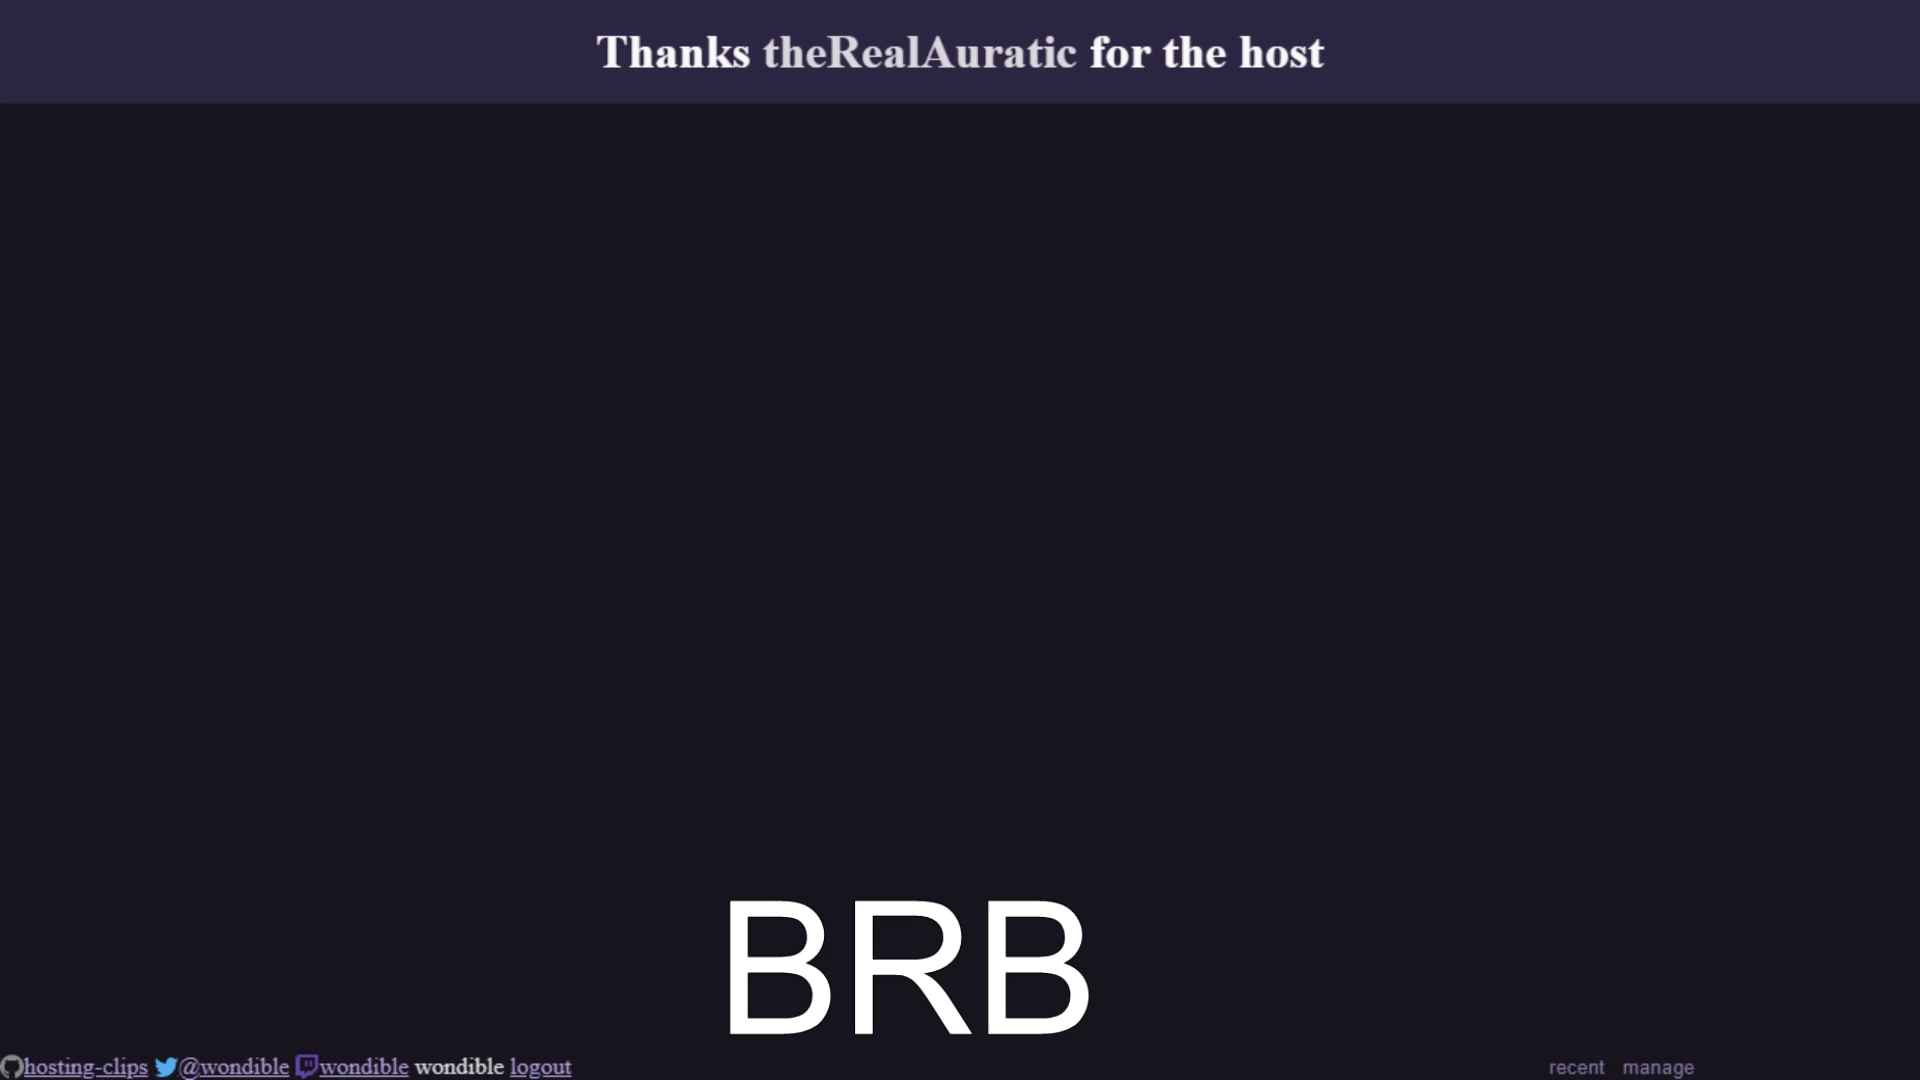 Thanks theRealAuratic for the host
BRB
hosting-clips @wondible wondible wondible logout recent manage